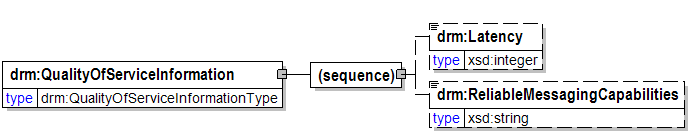 drm:QualityOfServiceInformation
type drm:QualityOfServiceInformationType
(sequence)
drm:Latency
type xsd:integer
drm:ReliableMessagingCapabilities
type xsd:string